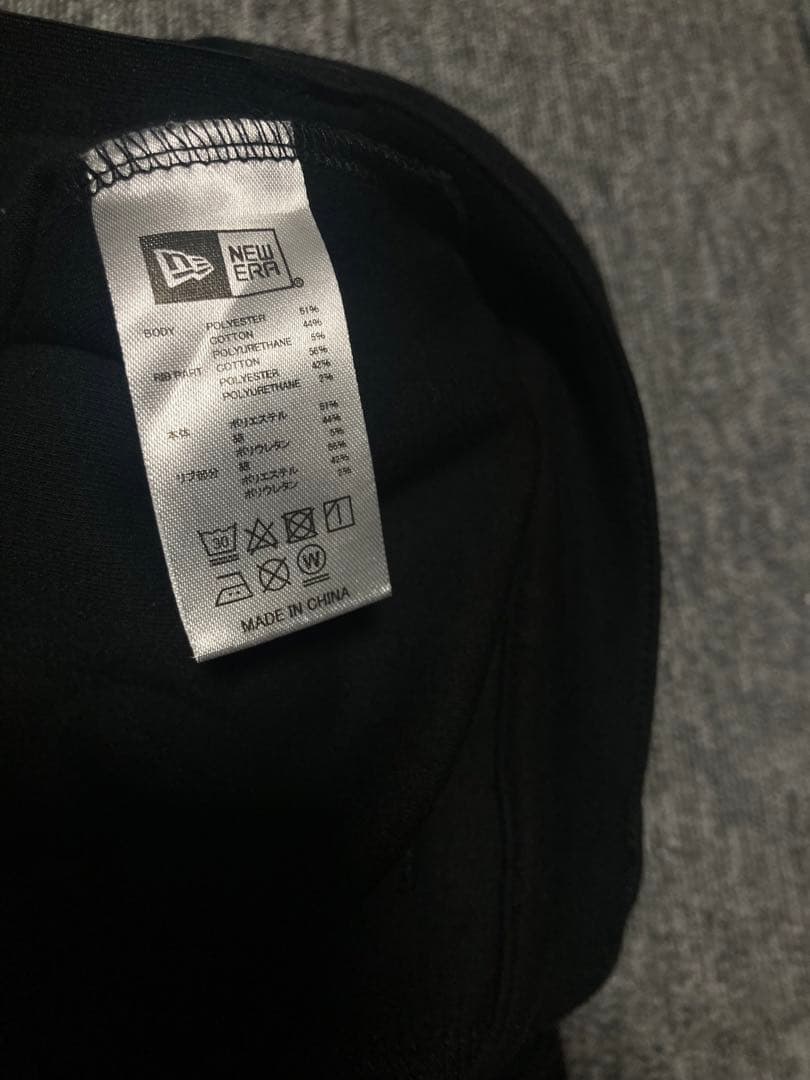 NEW
ERA
BODY POLYESTER 51%
COTTON 44%
POLYURETHANE 5%
RIB PART COTTON 56%
POLYESTER 42%
POLYURETHANE 2%
本体 ポリエステル 51%
綿 44%
ポリウレタン 5%
リブ部分 綿 56%
ポリエステル 42%
ポリウレタン 2%
30
W
MADE IN CHINA